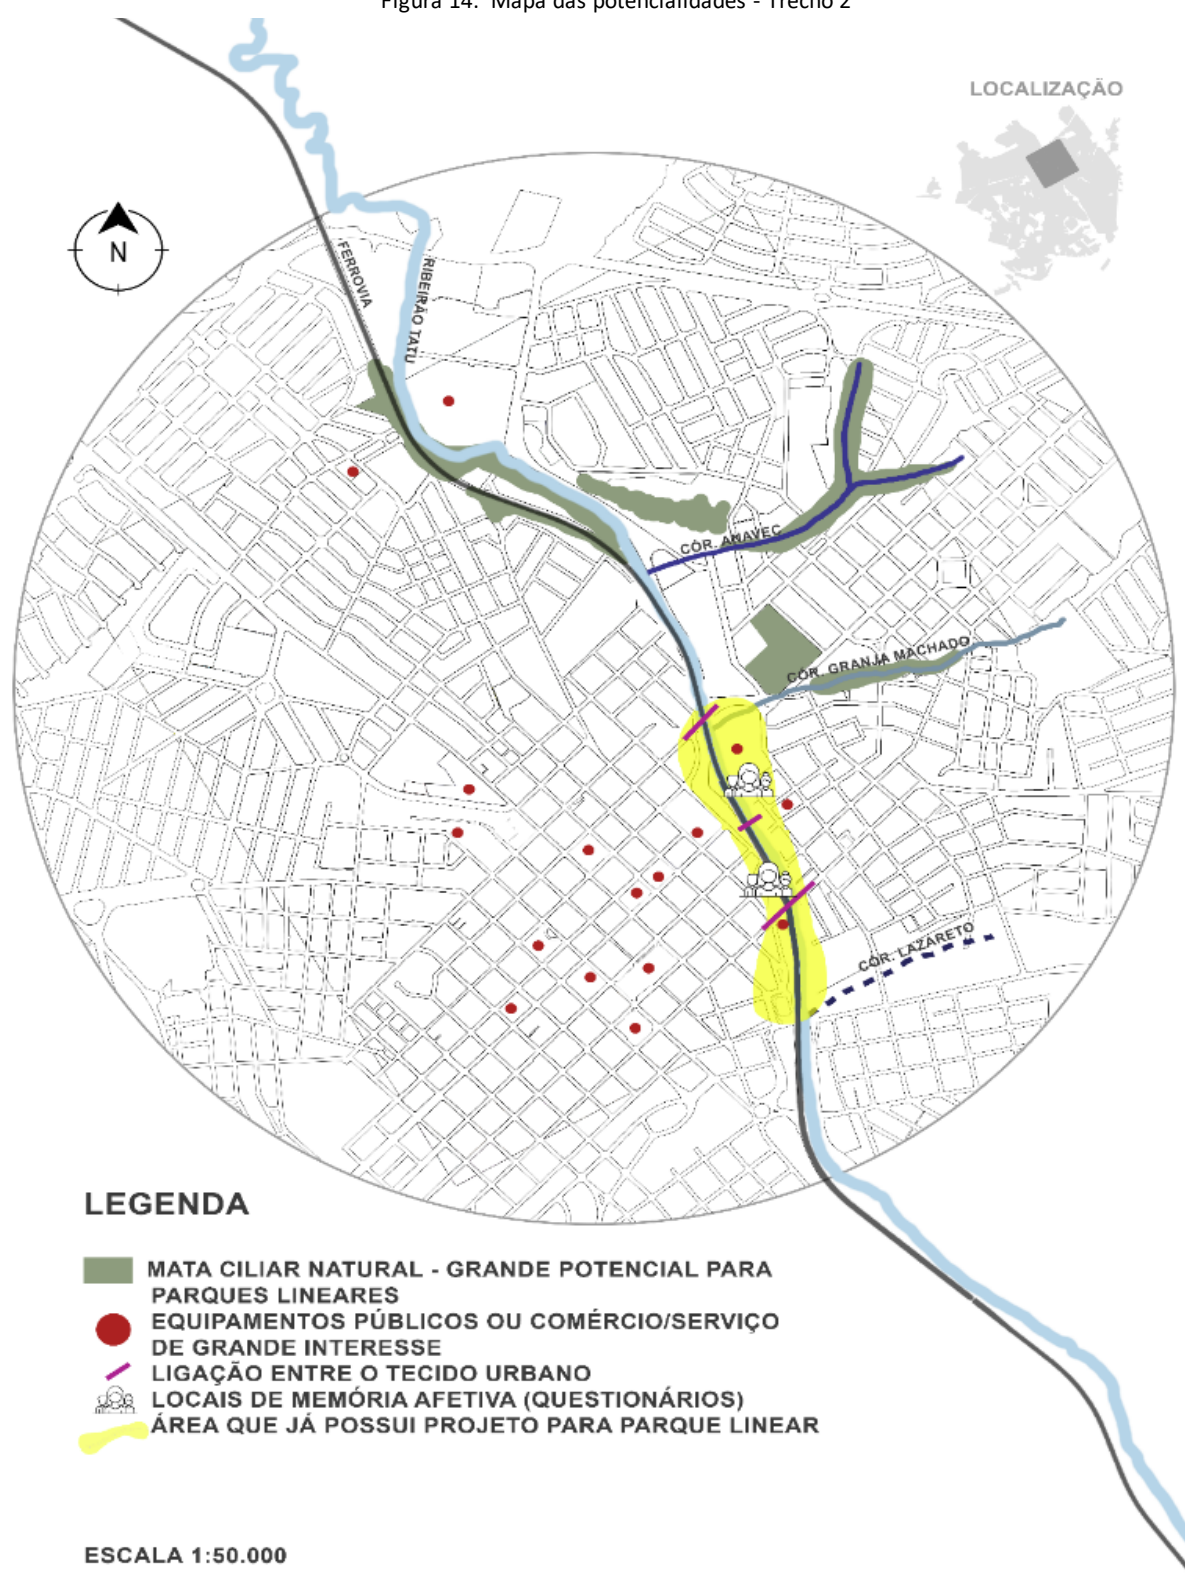 Figura 14: Mapa das potencialidades - Trecho 2
LOCALIZAÇÃO
N
FERROVIA
RIBEIRÃO TATU
CÓR. ANAVEC
CÓR. GRANJA MACHADO
CÓR. LAZARETO
LEGENDA
MATA CILIAR NATURAL - GRANDE POTENCIAL PARA
PARQUES LINEARES
EQUIPAMENTOS PÚBLICOS OU COMÉRCIO/SERVIÇO
DE GRANDE INTERESSE
LIGAÇÃO ENTRE O TECIDO URBANO
LOCAIS DE MEMÓRIA AFETIVA (QUESTIONÁRIOS)
ÁREA QUE JÁ POSSUI PROJETO PARA PARQUE LINEAR
ESCALA 1:50.000